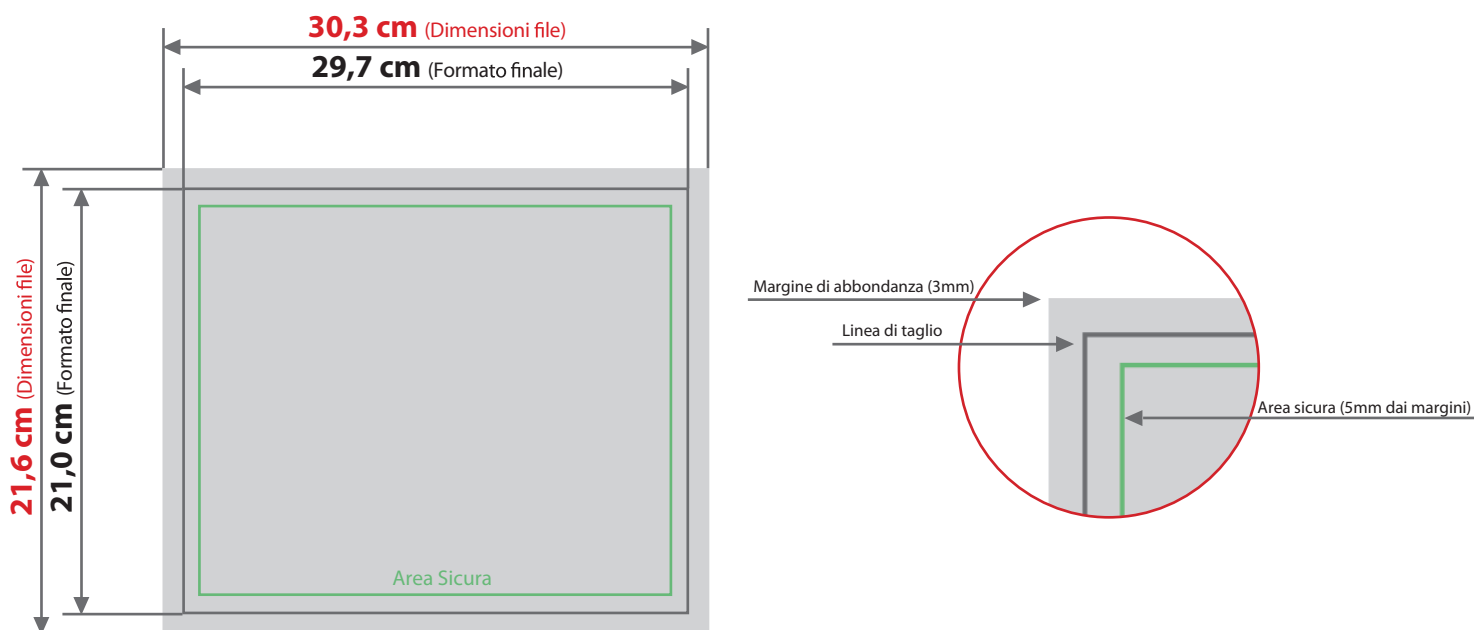 30,3 cm (Dimensioni file)
29,7 cm (Formato finale)
21,6 cm (Dimensioni file)
21,0 cm (Formato finale)
Area Sicura
Margine di abbondanza (3mm)
Linea di taglio
Area sicura (5mm dai margini)